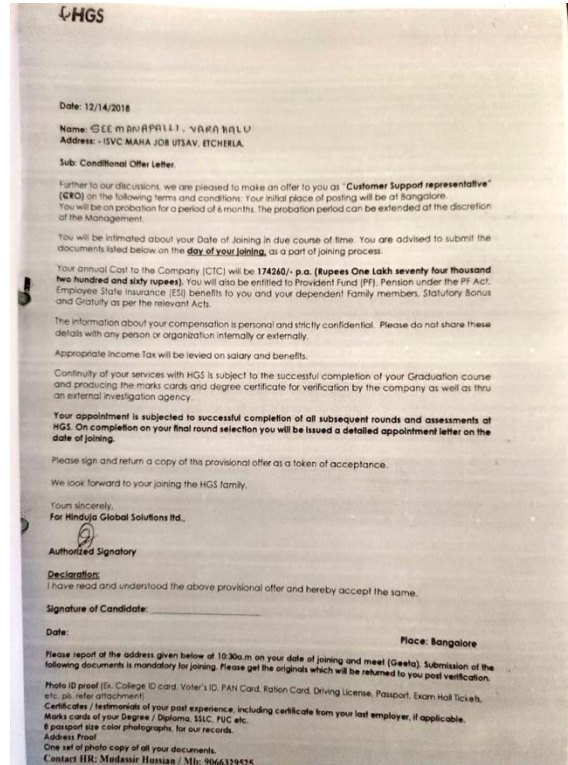 HGS
Date: 12/14/2018
Name: GEEMANAPALLI. VARAHALU
Address: - ISVC MAHA JOB UTSAV, ETCHERLA.
Sub: Conditional Offer Letter.
Further to our discussions, we are pleased to make an offer to you as "Customer Support representative"
(CRO) on the following terms and conditions: Your initial place of posting will be at Bangalore.
You will be on probation for a period of 6 months. The probation period can be extended at the discretion
of the Management.
You will be intimated about your Date of Joining in due course of time. You are advised to submit the
documents listed below on the day of your joining, as a part of joining process.
Your annual Cost to the Company (CTC) will be 174260/- p.a. (Rupees One Lakh seventy four thousand
two hundred and sixty rupees). You will also be entitled to Provident Fund (PF), Pension under the PF Act,
Employee State Insurance (ESI) benefits to you and your dependent Family members, Statutory Bonus
and Gratuity as per the relevant Acts.
The information about your compensation is personal and strictly confidential. Please do not share these
details with any person or organization internally or externally.
Appropriate Income Tax will be levied on salary and benefits.
Continuity of your services with HGS is subject to the successful completion of your Graduation course
and producing the marks cards and degree certificate for verification by the company as well as thru
an external investigation agency.
Your appointment is subjected to successful completion of all subsequent rounds and assessments at
HGS. On completion on your final round selection you will be issued a detailed appointment letter on the
date of joining.
Please sign and return a copy of this provisional offer as a token of acceptance.
We look forward to your joining the HGS family.
Yours sincerely,
For Hinduja Global Solutions ltd.,
Authorized Signatory
Declaration:
I have read and understood the above provisional offer and hereby accept the same.
Signature of Candidate:
Date:
Place: Bangalore
Please report at the address given below at 10:30a.m on your date of joining and meet (Geeta). Submission of the
following documents is mandatory for joining. Please get the originals which will be returned to you post verification.
Photo ID proof (Ex. College ID card, Voter's ID, PAN Card, Ration Card, Driving License, Passport, Exam Hall Tickets,
etc. pls. refer attachment)
Certificates / testimonials of your past experience, including certificate from your last employer, if applicable.
Marks cards of your Degree / Diploma, SSLC, PUC etc.
8 passport size color photographs, for our records.
Address Proof
One set of photo copy of all your documents.
Contact HR: Mudassir Hussian / Mb: 9066329525